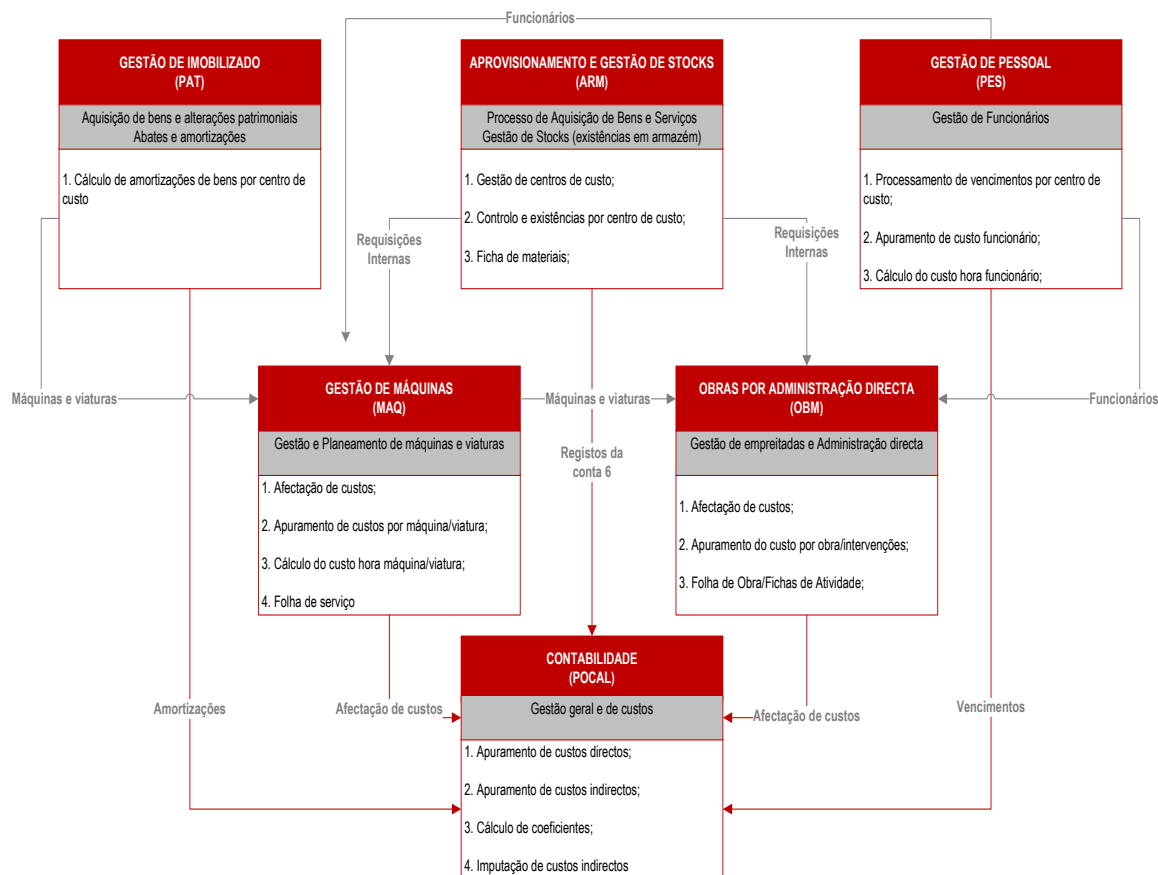 Funcionários
GESTÃO DE IMOBILIZADO
(PAT)
Aquisição de bens e alterações patrimoniais
Abates e amortizações
1. Cálculo de amortizações de bens por centro de
custo
APROVISIONAMENTO E GESTÃO DE STOCKS
(ARM)
Processo de Aquisição de Bens e Serviços
Gestão de Stocks (existências em armazém)
1. Gestão de centros de custo;
2. Controlo e existências por centro de custo;
3. Ficha de materiais;
GESTÃO DE PESSOAL
(PES)
Gestão de Funcionários
1. Processamento de vencimentos por centro de
custo;
2. Apuramento de custo funcionário;
3. Cálculo do custo hora funcionário;
Requisições
Internas
Requisições
Internas
Máquinas e viaturas
GESTÃO DE MÁQUINAS
(MAQ)
Gestão e Planeamento de máquinas e viaturas
1. Afectação de custos;
2. Apuramento de custos por máquina/viatura;
3. Cálculo do custo hora máquina/viatura;
4. Folha de serviço
Máquinas e viaturas
Registos da
conta 6
OBRAS POR ADMINISTRAÇÃO DIRECTA
(OBM)
Gestão de empreitadas e Administração directa
1. Afectação de custos;
2. Apuramento do custo por obra/intervenções;
3. Folha de Obra/Fichas de Atividade;
Funcionários
Amortizações
Afectação de custos
CONTABILIDADE
(POCAL)
Gestão geral e de custos
1. Apuramento de custos directos;
2. Apuramento de custos indirectos;
3. Cálculo de coeficientes;
4. Imputação de custos indirectos
Afectação de custos
Vencimentos